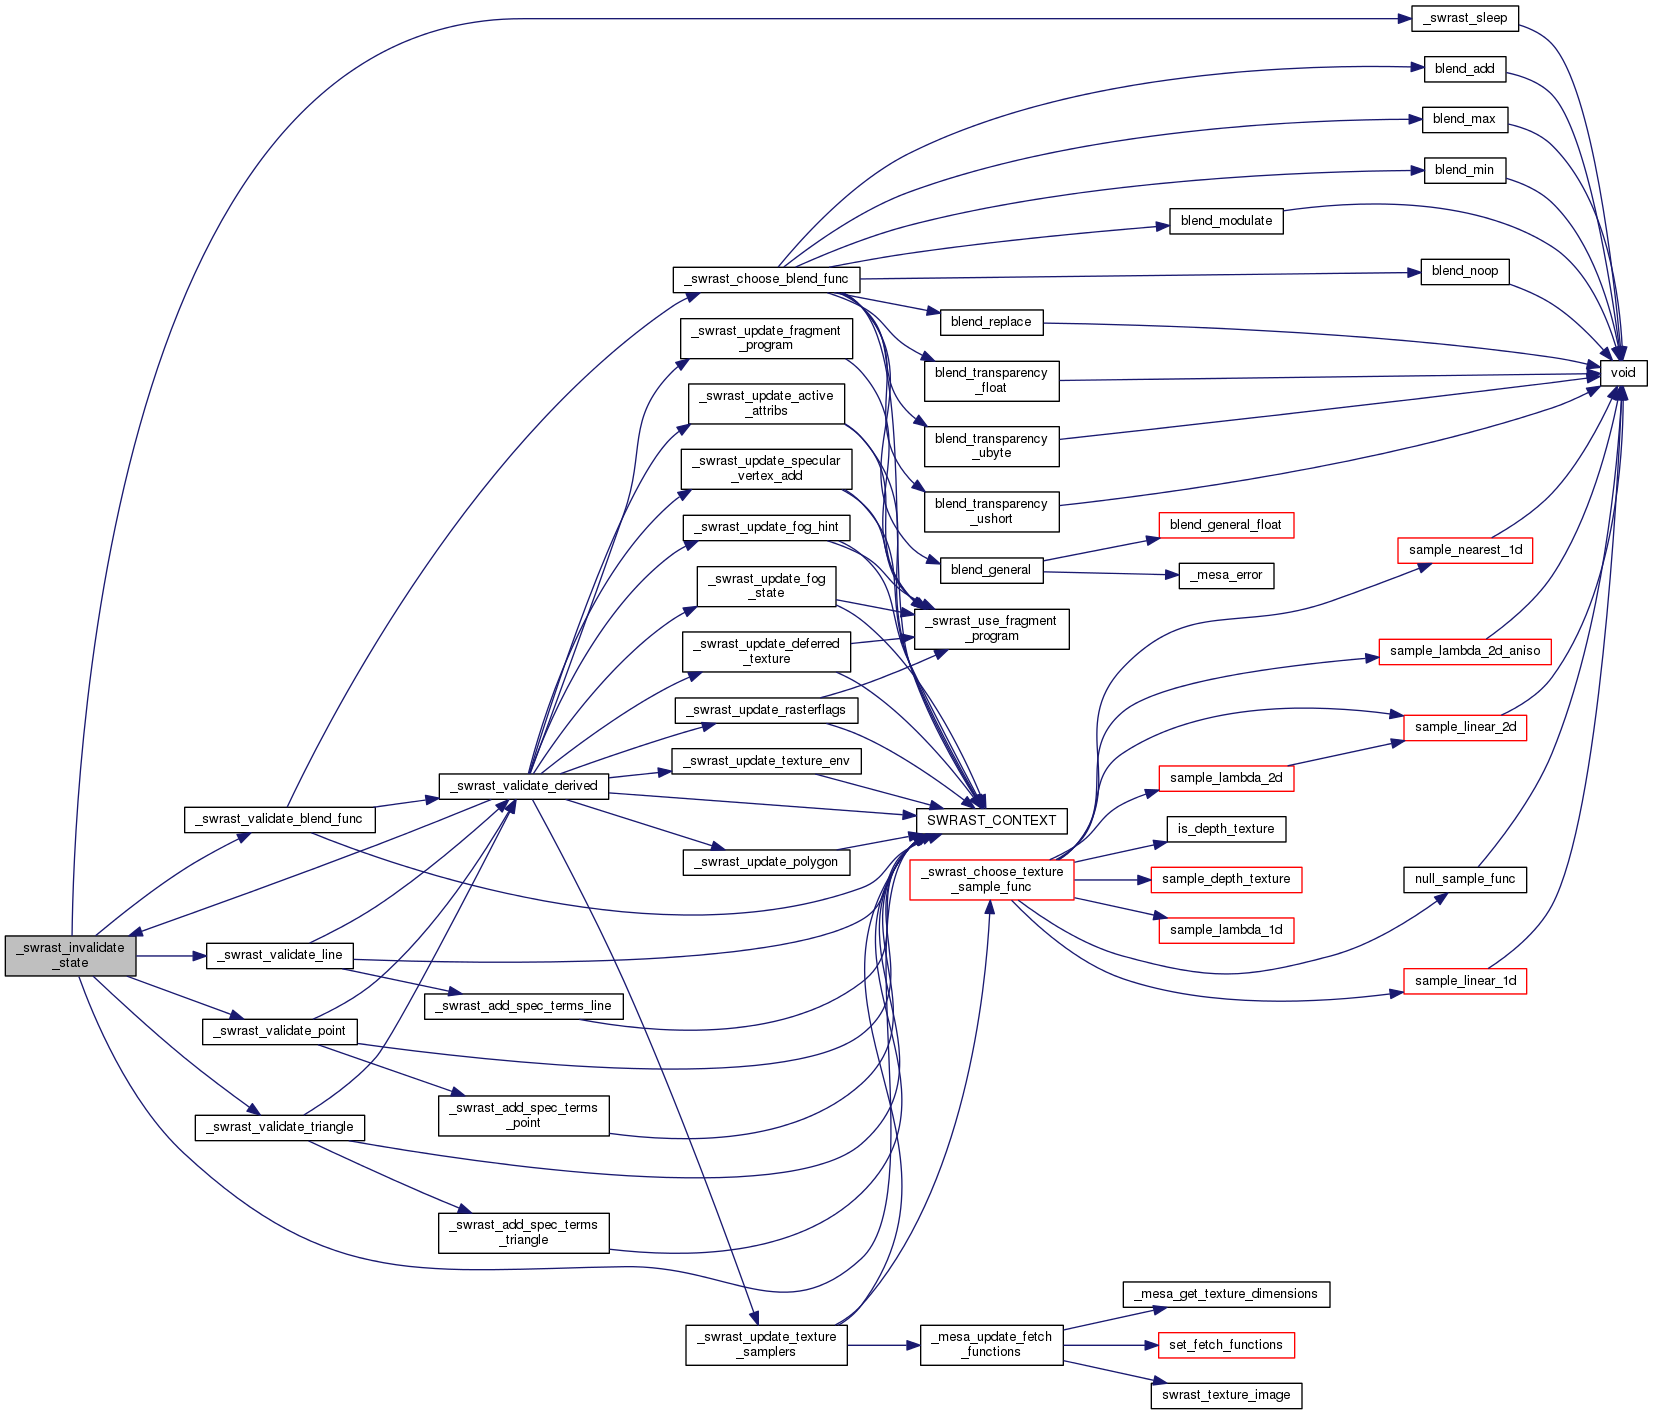 _swrast_sleep
blend_add
blend_max
blend_min
blend_modulate
blend_noop
_swrast_choose_blend_func
blend_replace
_swrast_update_fragment
_program
void
blend_transparency
_float
_swrast_update_active
_attribs
blend_transparency
_ubyte
_swrast_update_specular
_vertex_add
blend_transparency
_ushort
_swrast_update_fog_hint
blend_general_float
sample_nearest_1d
blend_general
_mesa_error
_swrast_update_fog
_state
_swrast_use_fragment
_program
_swrast_update_deferred
_texture
sample_lambda_2d_aniso
_swrast_update_rasterflags
sample_linear_2d
_swrast_update_texture_env
sample_lambda_2d
_swrast_validate_derived
_swrast_validate_blend_func
SWRAST_CONTEXT
is_depth_texture
_swrast_update_polygon
_swrast_choose_texture
_sample_func
sample_depth_texture
null_sample_func
sample_lambda_1d
_swrast_invalidate
_state
_swrast_validate_line
sample_linear_1d
_swrast_add_spec_terms_line
_swrast_validate_point
_swrast_add_spec_terms
_point
_swrast_validate_triangle
_swrast_add_spec_terms
_triangle
_mesa_get_texture_dimensions
_swrast_update_texture
_samplers
_mesa_update_fetch
_functions
set_fetch_functions
swrast_texture_image